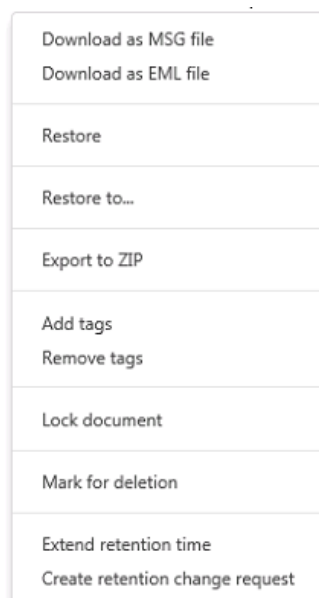 Download as MSG file
Download as EML file
Restore
Restore to...
Export to ZIP
Add tags
Remove tags
Lock document
Mark for deletion
Extend retention time
Create retention change request